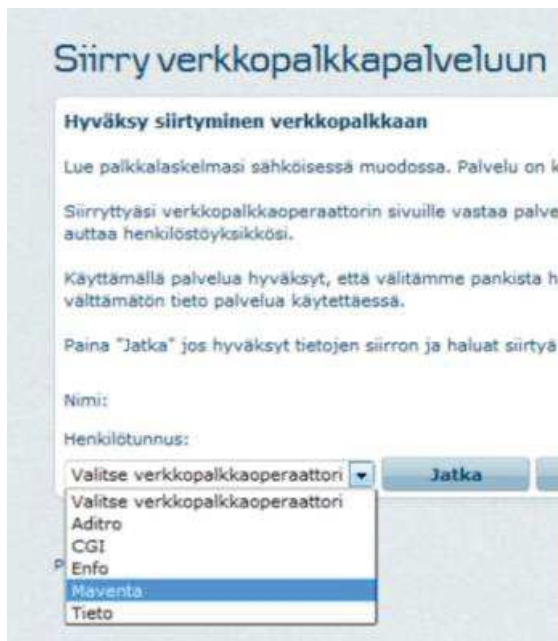 Siirry verkkopalkkapalveluun
Hyväksy siirtyminen verkkopalkkaan
Lue palkkalaskelmasi sähköisessä muodossa. Palvelu on
Siirryttyäsi verkkopalkkaoperaattorin sivuille vastaa
auttaa henkilöstöyksikkösi.
Käyttämällä palvelua hyväksyt, että välitämme pankista
välttämätön tieto palvelua käytettäessä.
Paina "Jatka" jos hyväksyt tietojen siirron ja haluat siirtyä
Nimi:
Henkilötunnus:
Valitse verkkopalkkaoperaattori Jatka
Valitse verkkopalkkaoperaattori
Aditro
CGI
Enfo
Maventa
Tieto